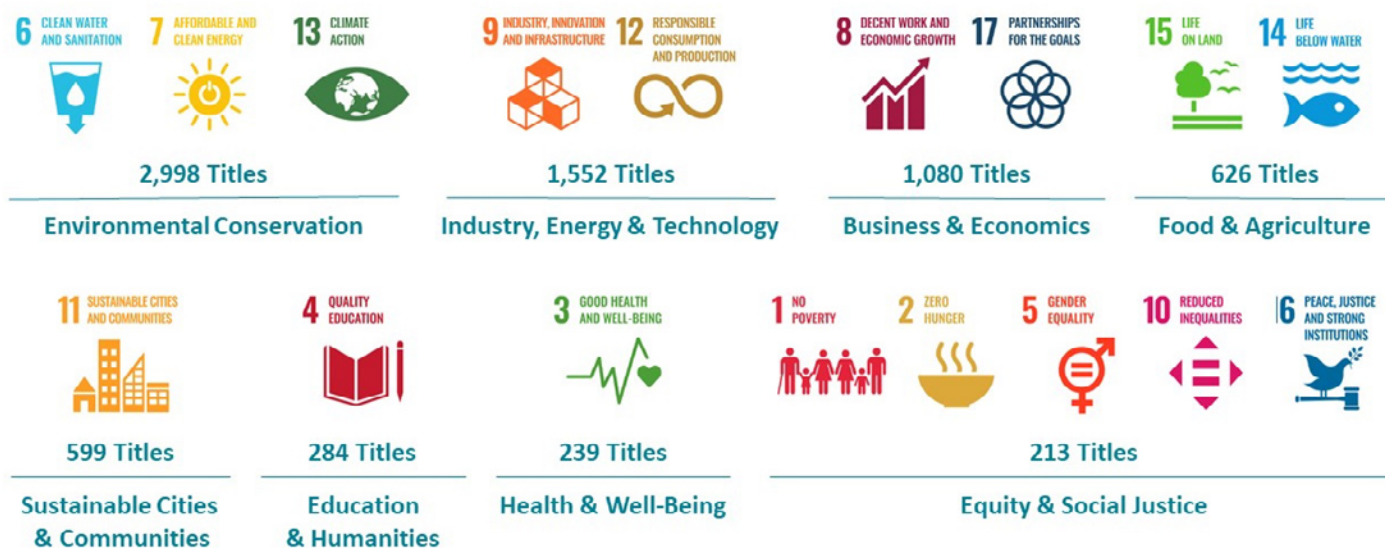 6 CLEAN WATER
AND SANITATION
7 AFFORDABLE AND
CLEAN ENERGY
13 CLIMATE
ACTION
2,998 Titles
Environmental Conservation
9 INDUSTRY, INNOVATION
AND INFRASTRUCTURE
12 RESPONSIBLE
CONSUMPTION
AND PRODUCTION
1,552 Titles
Industry, Energy & Technology
8 DECENT WORK AND
ECONOMIC GROWTH
17 PARTNERSHIPS
FOR THE GOALS
1,080 Titles
Business & Economics
15 LIFE
ON LAND
14 LIFE
BELOW WATER
626 Titles
Food & Agriculture
11 SUSTAINABLE CITIES
AND COMMUNITIES
599 Titles
Sustainable Cities
& Communities
4 QUALITY
EDUCATION
284 Titles
Education
& Humanities
3 GOOD HEALTH
AND WELL-BEING
239 Titles
Health & Well-Being
1 NO
POVERTY
2 ZERO
HUNGER
5 GENDER
EQUALITY
10 REDUCED
INEQUALITIES
16 PEACE, JUSTICE
AND STRONG
INSTITUTIONS
213 Titles
Equity & Social Justice